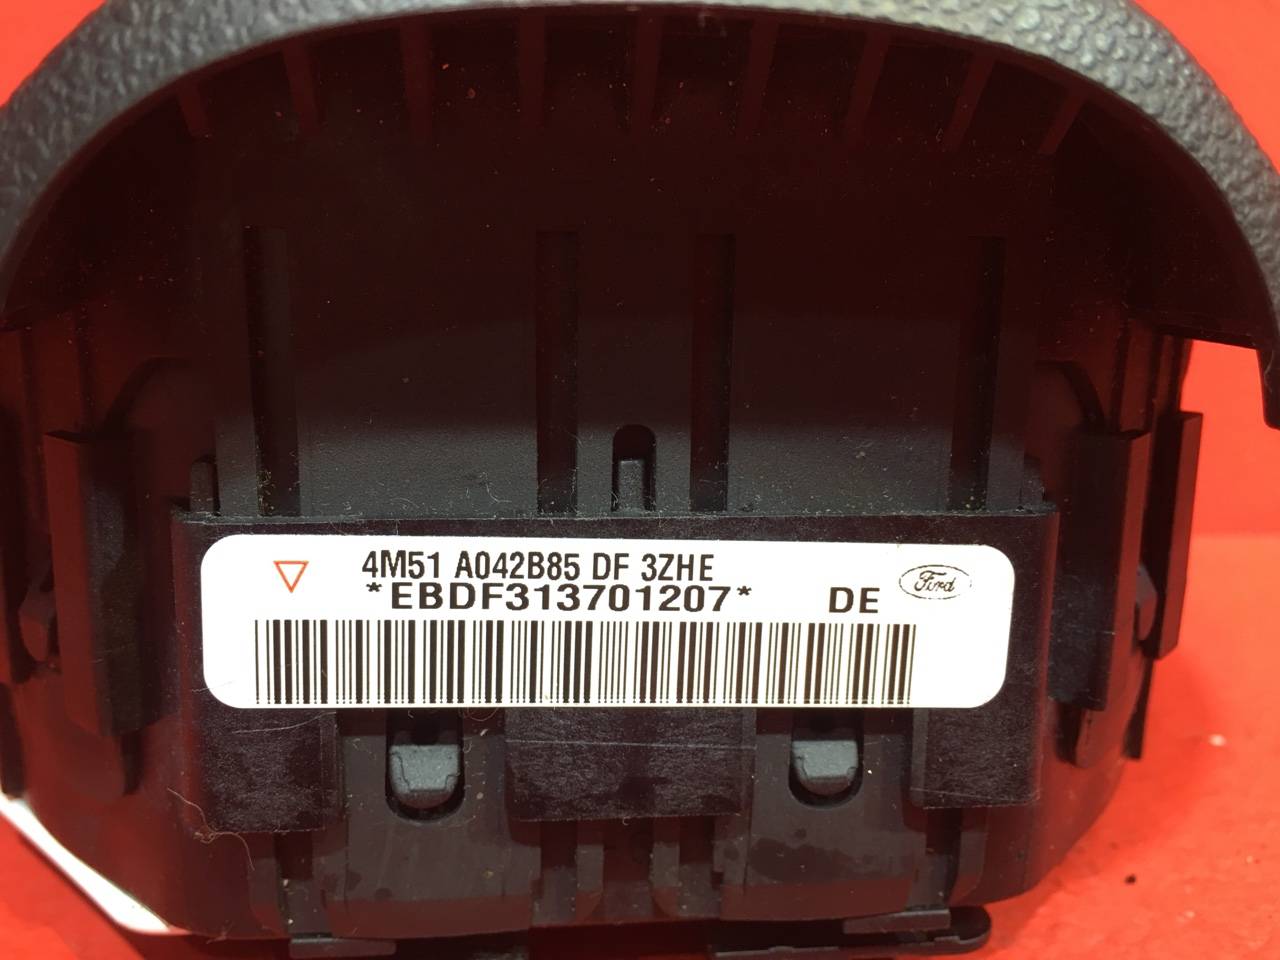 4M51 A042B85 DF 3ZHE
*EBDF313701207* DE Ford